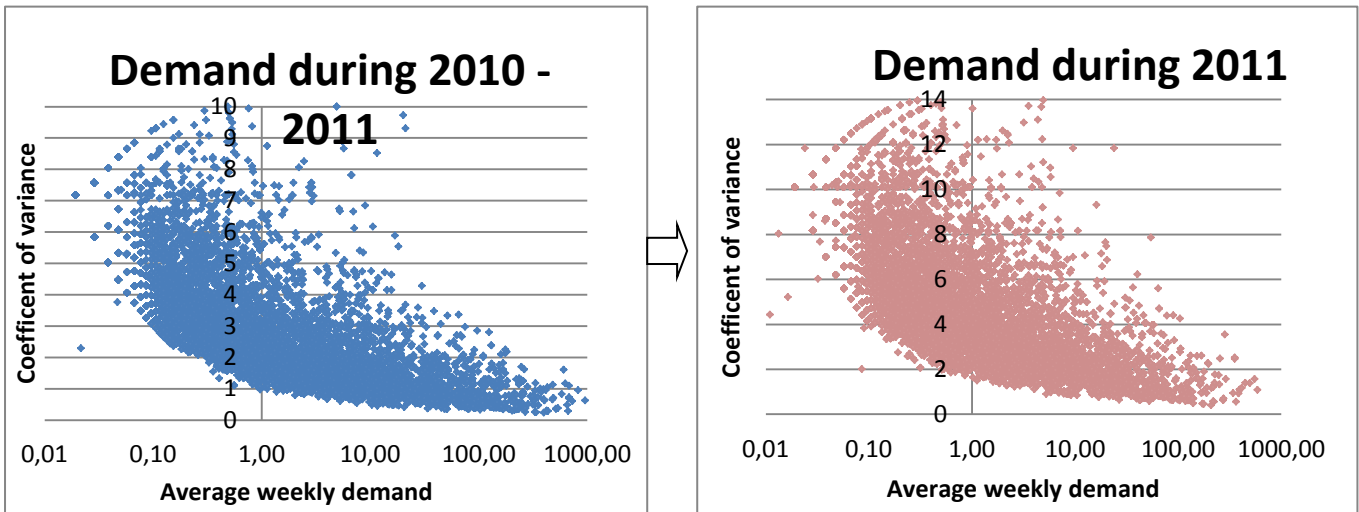 Demand during 2010 -
2011
Coefficent of variance
10
9
8
7
6
5
4
3
2
1
0
0,01 0,10 1,00 10,00 100,00 1000,00
Average weekly demand
Demand during 2011
Coefficient of variance
14
12
10
8
6
4
2
0
0,01 0,10 1,00 10,00 100,00 1000,00
Average weekly demand